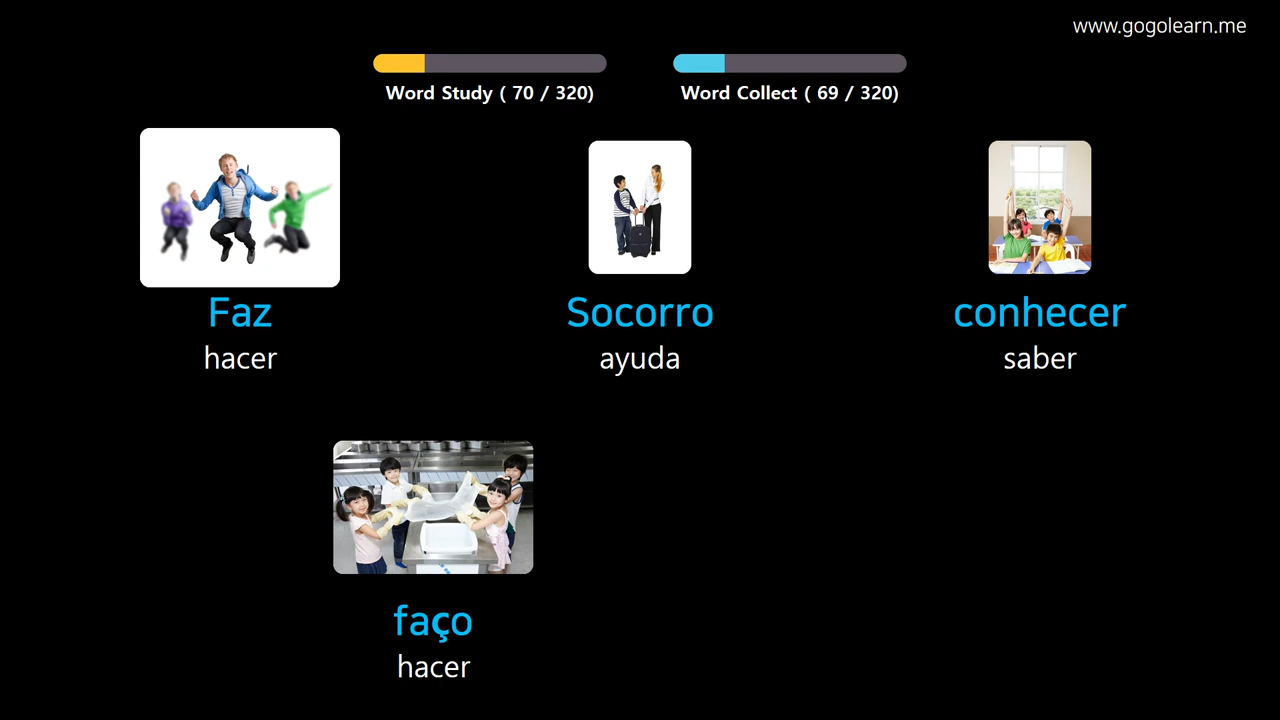 www.gogolearn.me
Word Study ( 70 / 320)
Word Collect ( 69 / 320)
Faz
Socorro
conhecer
hacer
ayuda
saber
faço
hacer